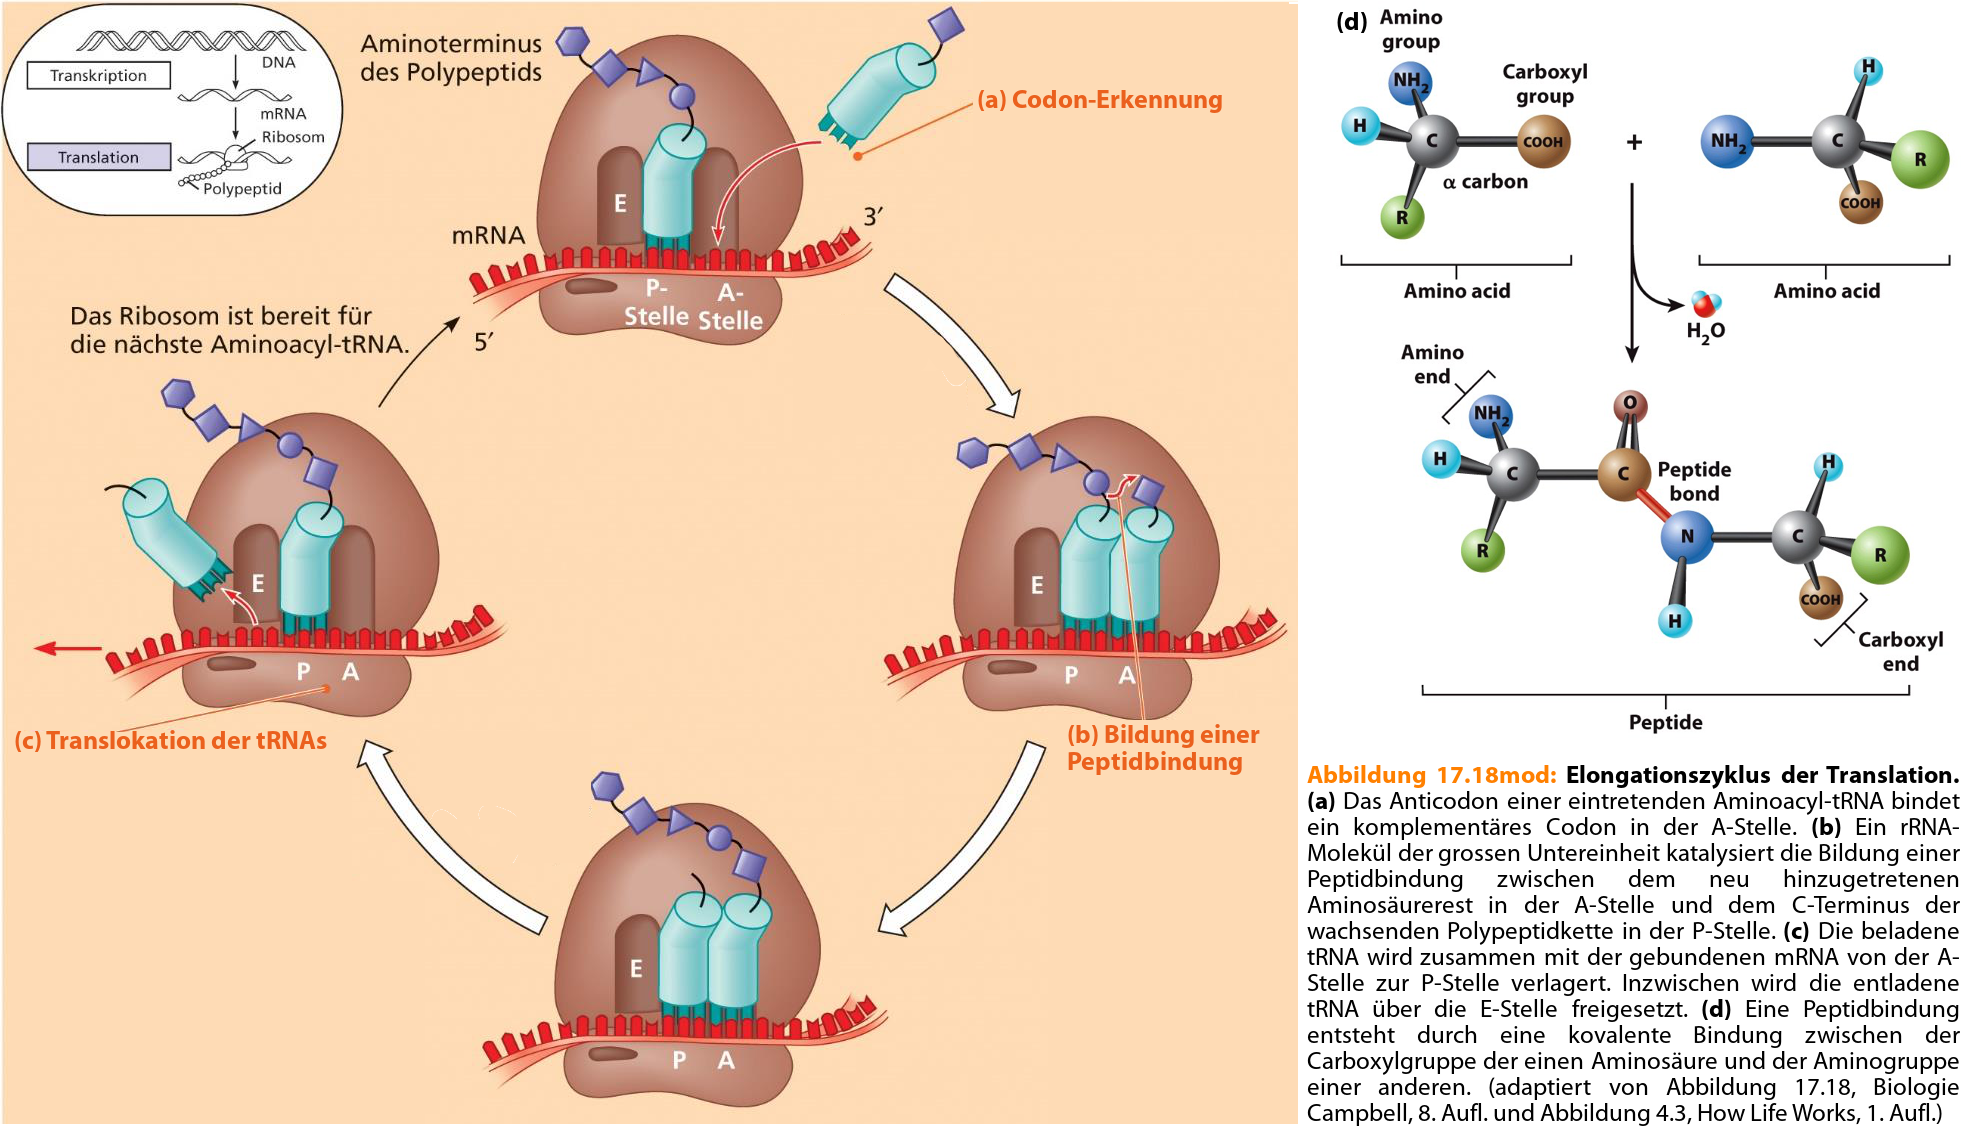 DNA
Transkription
mRNA
Ribosom
Translation
Polypeptid
Aminoterminus
des Polypeptids
(a) Codon-Erkennung
E
mRNA
3′
P-
Stelle
A-
Stelle
5′
Das Ribosom ist bereit für
die nächste Aminoacyl-tRNA.
E
P A
(c) Translokation der tRNAs
E
P A
(b) Bildung einer
Peptidbindung
E
P A
(d)
Amino
group
Carboxyl
group
NH2
H
C
COOH
α carbon
R
+
H
NH2
C
R
COOH
Amino acid
Amino acid
H2O
Amino
end
NH2
O
H
C
C
Peptide
bond
H
R
N
C
R
COOH
H
Carboxyl
end
Peptide
Abbildung 17.18mod: Elongationszyklus der Translation.
(a) Das Anticodon einer eintretenden Aminoacyl-tRNA bindet
ein komplementäres Codon in der A-Stelle. (b) Ein rRNA-
Molekül der grossen Untereinheit katalysiert die Bildung einer
Peptidbindung zwischen dem neu hinzugetretenen
Aminosäurerest in der A-Stelle und dem C-Terminus der
wachsenden Polypeptidkette in der P-Stelle. (c) Die beladene
tRNA wird zusammen mit der gebundenen mRNA von der A-
Stelle zur P-Stelle verlagert. Inzwischen wird die entladene
tRNA über die E-Stelle freigesetzt. (d) Eine Peptidbindung
entsteht durch eine kovalente Bindung zwischen der
Carboxylgruppe der einen Aminosäure und der Aminogruppe
einer anderen. (adaptiert von Abbildung 17.18, Biologie
Campbell, 8. Aufl. und Abbildung 4.3, How Life Works, 1. Aufl.)